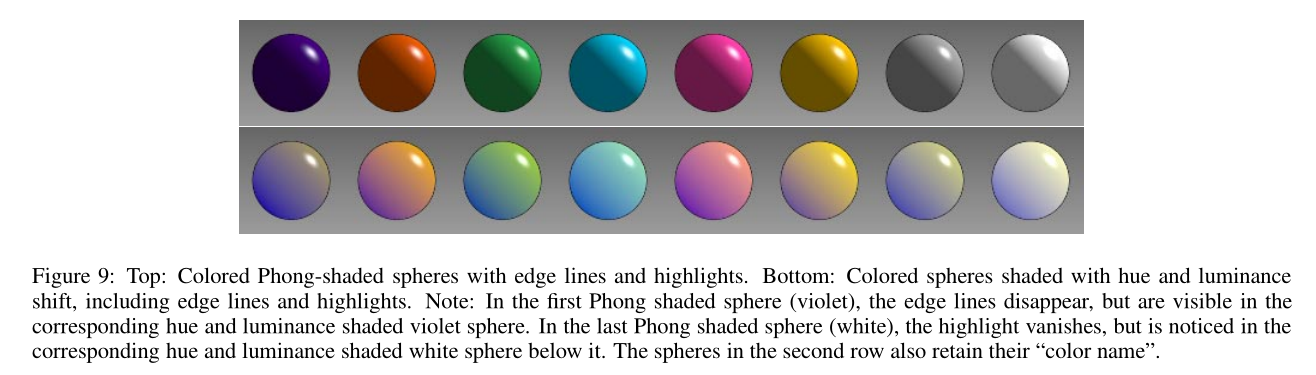 Figure 9: Top: Colored Phong-shaded spheres with edge lines and highlights. Bottom: Colored spheres shaded with hue and luminance
shift, including edge lines and highlights. Note: In the first Phong shaded sphere (violet), the edge lines disappear, but are visible in the
corresponding hue and luminance shaded violet sphere. In the last Phong shaded sphere (white), the highlight vanishes, but is noticed in the
corresponding hue and luminance shaded white sphere below it. The spheres in the second row also retain their “color name”.